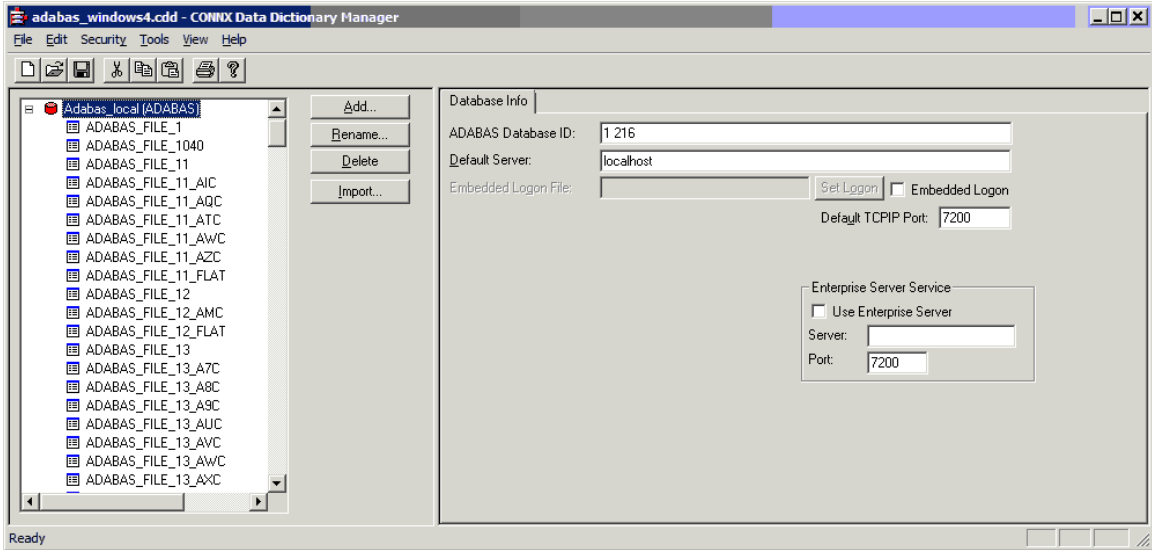 adabas_windows4.cdd - CONNX Data Dictionary Manager
File Edit Security Tools View Help
Adabas_local (ADABAS)
ADABAS_FILE_1
ADABAS_FILE_1040
ADABAS_FILE_11
ADABAS_FILE_11_AIC
ADABAS_FILE_11_AQC
ADABAS_FILE_11_ATC
ADABAS_FILE_11_AWC
ADABAS_FILE_11_AZC
ADABAS_FILE_11_FLAT
ADABAS_FILE_12
ADABAS_FILE_12_AMC
ADABAS_FILE_12_FLAT
ADABAS_FILE_13
ADABAS_FILE_13_A7C
ADABAS_FILE_13_A8C
ADABAS_FILE_13_A9C
ADABAS_FILE_13_AUC
ADABAS_FILE_13_AVC
ADABAS_FILE_13_AWC
ADABAS_FILE_13_AXC
Add...
Rename...
Delete
Import...
Database Info
ADABAS Database ID: 1 216
Default Server: localhost
Embedded Logon File: Set Logon Embedded Logon
Default TCPIP Port: 7200
Enterprise Server Service
Use Enterprise Server
Server:
Port: 7200
Ready